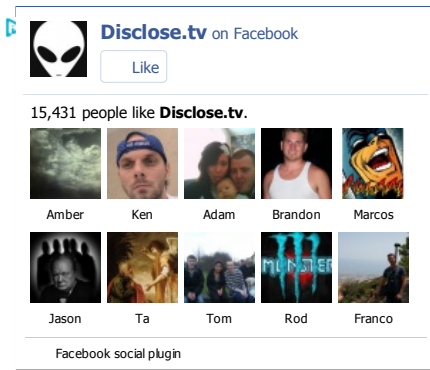 Disclose.tv on Facebook
Like
15,431 people like Disclose.tv.
Amber Ken Adam Brandon Marcos
MONSTER
Jason Ta Tom Rod Franco
Facebook social plugin